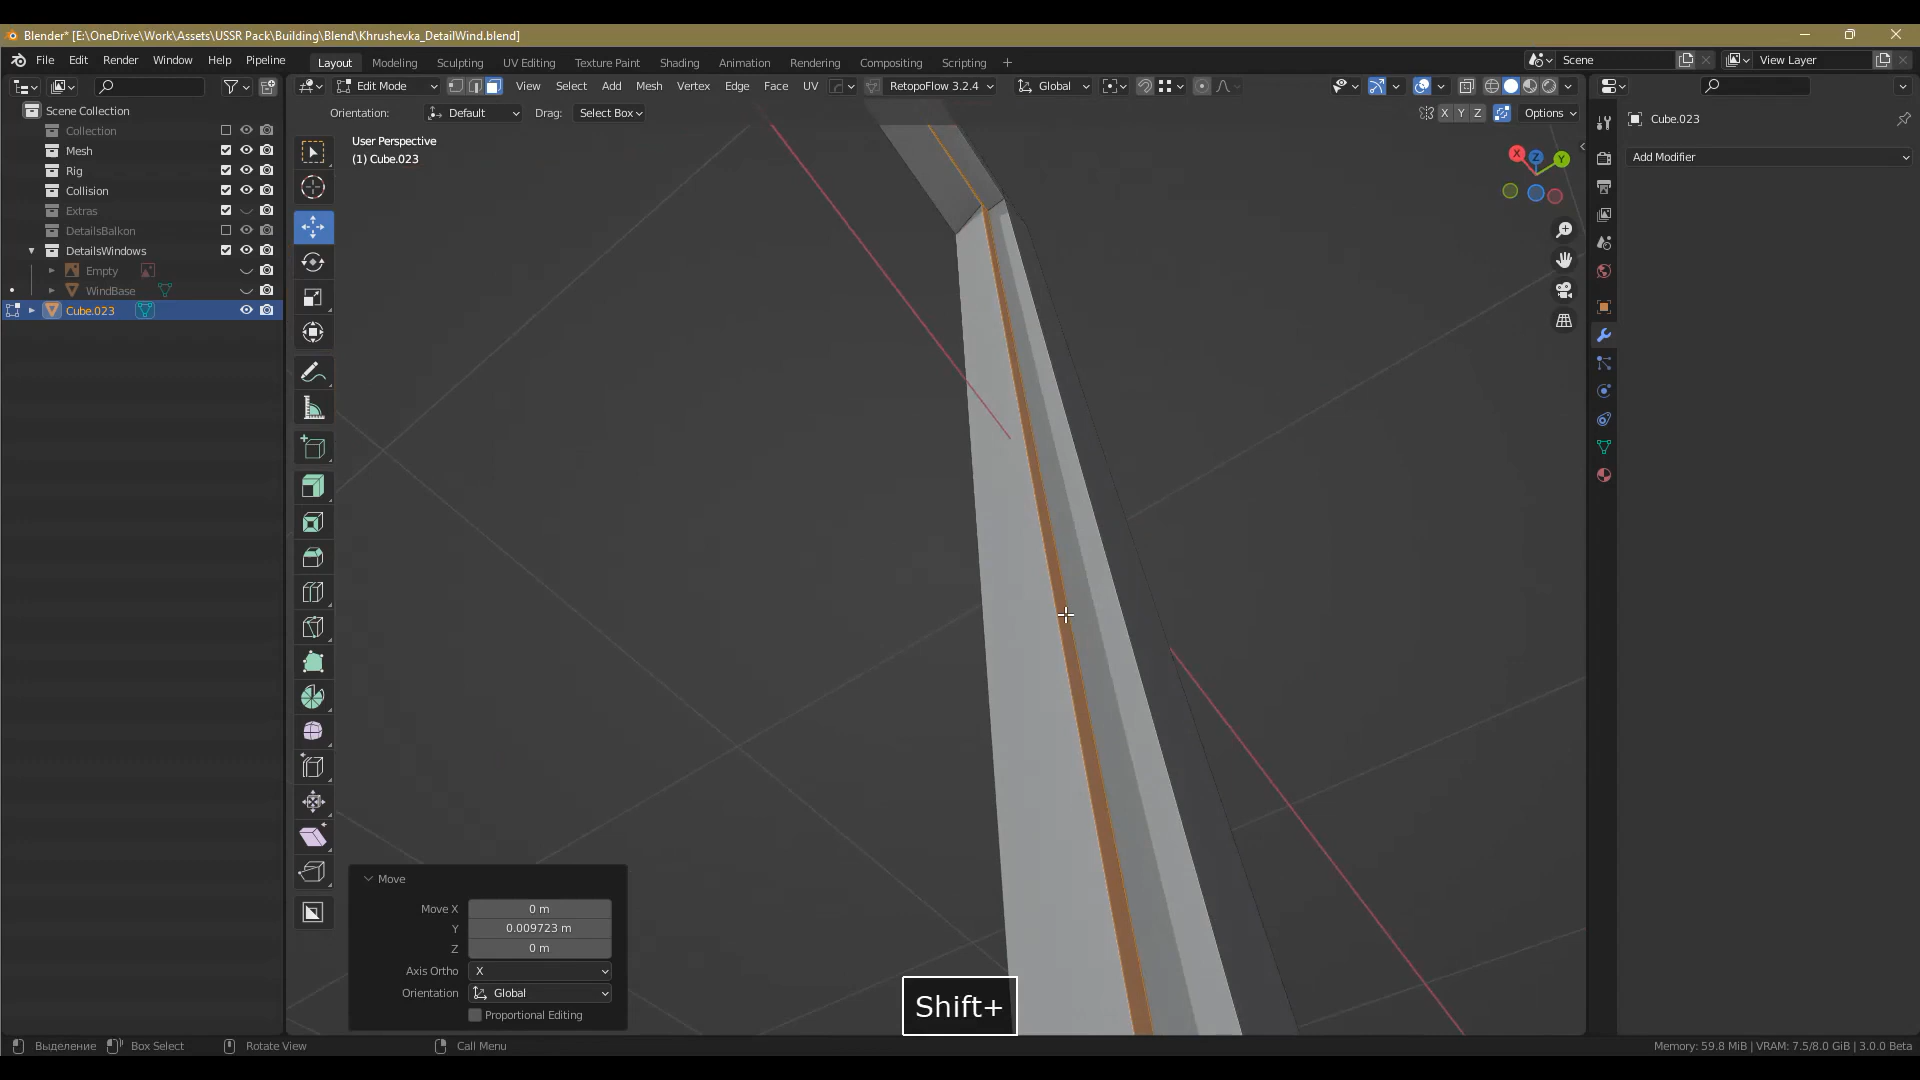 Blender* [E:\OneDrive\Work\Assets\USSR Pack\Building\Blend\Khrushevka_DetailWind.blend]
File Edit Render Window Help Pipeline
Layout Modeling Sculpting UV Editing Texture Paint Shading Animation Rendering Compositing Scripting +
Scene
View Layer
Edit Mode
View Select Add Mesh Vertex Edge Face UV
RetopoFlow 3.2.4
Global
Orientation: Default Drag: Select Box
X Y Z
Options
Scene Collection
Collection
Mesh
Rig
Collision
Extras
DetailsBalkon
DetailsWindows
Empty
WindBase
Cube.023
User Perspective
(1) Cube.023
X
Z
Y
Cube.023
Add Modifier
Move
Move X 0 m
Y 0.009723 m
Z 0 m
Axis Ortho X
Orientation Global
Proportional Editing
Shift+
Выделение Box Select Rotate View Call Menu
Memory: 59.8 MiB | VRAM: 7.5/8.0 GiB | 3.0.0 Beta